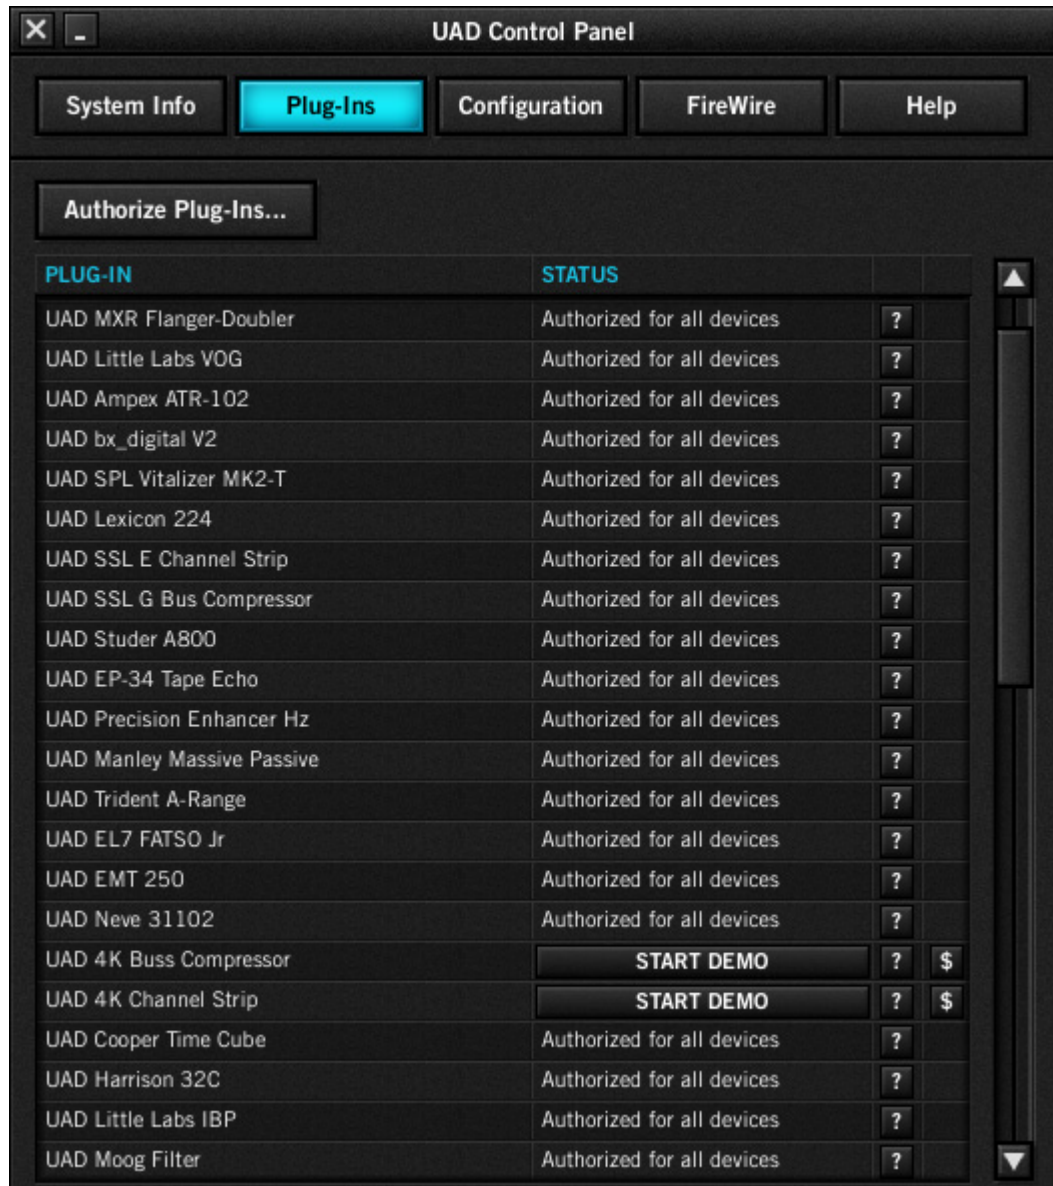 UAD Control Panel
System Info Plug-Ins Configuration FireWire Help
Authorize Plug-Ins...
PLUG-IN STATUS
UAD MXR Flanger-Doubler Authorized for all devices ?
UAD Little Labs VOG Authorized for all devices ?
UAD Ampex ATR-102 Authorized for all devices ?
UAD bx_digital V2 Authorized for all devices ?
UAD SPL Vitalizer MK2-T Authorized for all devices ?
UAD Lexicon 224 Authorized for all devices ?
UAD SSL E Channel Strip Authorized for all devices ?
UAD SSL G Bus Compressor Authorized for all devices ?
UAD Studer A800 Authorized for all devices ?
UAD EP-34 Tape Echo Authorized for all devices ?
UAD Precision Enhancer Hz Authorized for all devices ?
UAD Manley Massive Passive Authorized for all devices ?
UAD Trident A-Range Authorized for all devices ?
UAD EL7 FATSO Jr Authorized for all devices ?
UAD EMT 250 Authorized for all devices ?
UAD Neve 31102 Authorized for all devices ?
UAD 4K Buss Compressor START DEMO ? $
UAD 4K Channel Strip START DEMO ? $
UAD Cooper Time Cube Authorized for all devices ?
UAD Harrison 32C Authorized for all devices ?
UAD Little Labs IBP Authorized for all devices ?
UAD Moog Filter Authorized for all devices ?